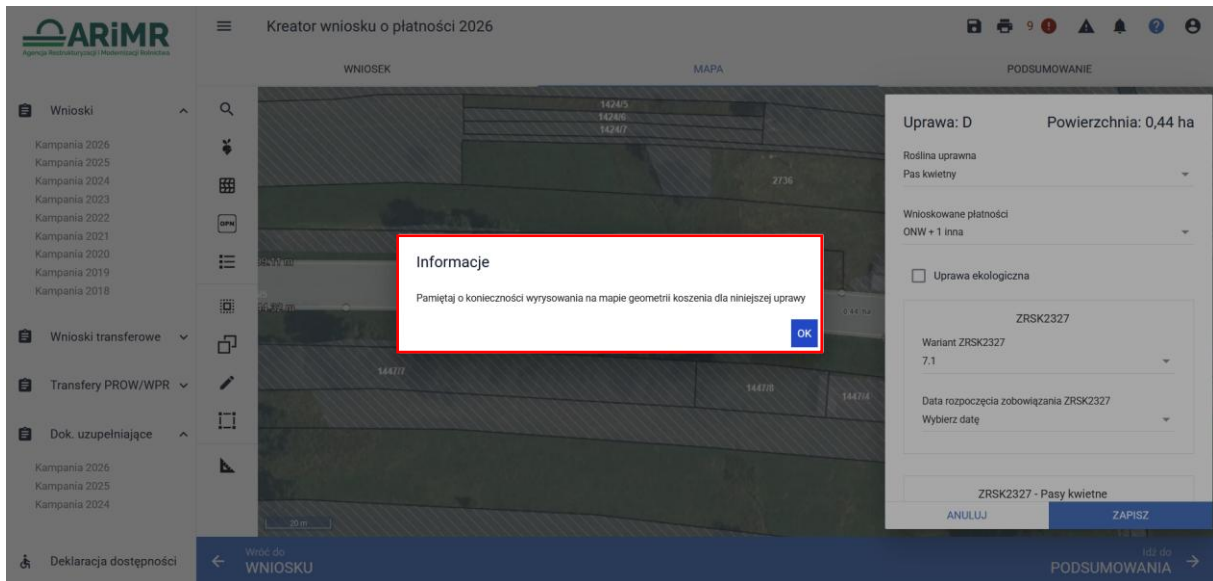 ARiMR
Agencja Restrukturyzacji i Modernizacji Rolnictwa
Kreator wniosku o płatności 2026
9
WNIOSEK
MAPA
PODSUMOWANIE
Wnioski
Kampania 2026
Kampania 2025
Kampania 2024
Kampania 2023
Kampania 2022
Kampania 2021
Kampania 2020
Kampania 2019
Kampania 2018
Wnioski transferowe
Transfery PROW/WPR
Dok. uzupełniające
Kampania 2026
Kampania 2025
Kampania 2024
Deklaracja dostępności
OPN
1424/5
1424/6
1424/7
2736
1447/7
1447/8
1447/4
20 m
Informacje
Pamiętaj o konieczności wyrysowania na mapie geometrii koszenia dla niniejszej uprawy
OK
Uprawa: D Powierzchnia: 0,44 ha
Roślina uprawna
Pas kwietny
Wnioskowane płatności
ONW + 1 inna
Uprawa ekologiczna
ZRSK2327
Wariant ZRSK2327
7.1
Data rozpoczęcia zobowiązania ZRSK2327
Wybierz datę
ZRSK2327 - Pasy kwietne
ANULUJ ZAPISZ
Wróć do
WNIOSKU
Idź do
PODSUMOWANIA